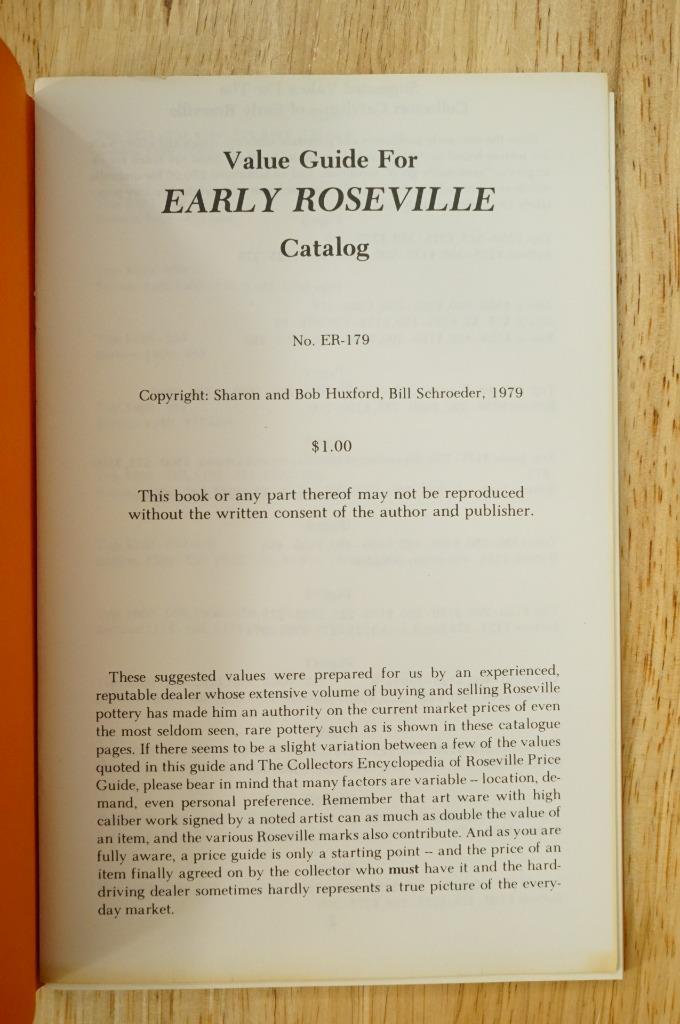 Value Guide For
EARLY ROSEVILLE
Catalog
No. ER-179
Copyright: Sharon and Bob Huxford, Bill Schroeder, 1979
$1.00
This book or any part thereof may not be reproduced
without the written consent of the author and publisher.
These suggested values were prepared for us by an experienced,
reputable dealer whose extensive volume of buying and selling Roseville
pottery has made him an authority on the current market prices of even
the most seldom seen, rare pottery such as is shown in these catalogue
pages. If there seems to be a slight variation between a few of the values
quoted in this guide and The Collectors Encyclopedia of Roseville Price
Guide, please bear in mind that many factors are variable -- location, de-
mand, even personal preference. Remember that art ware with high
caliber work signed by a noted artist can as much as double the value of
an item, and the various Roseville marks also contribute. And as you are
fully aware, a price guide is only a starting point -- and the price of an
item finally agreed on by the collector who must have it and the hard-
driving dealer sometimes hardly represents a true picture of the every-
day market.